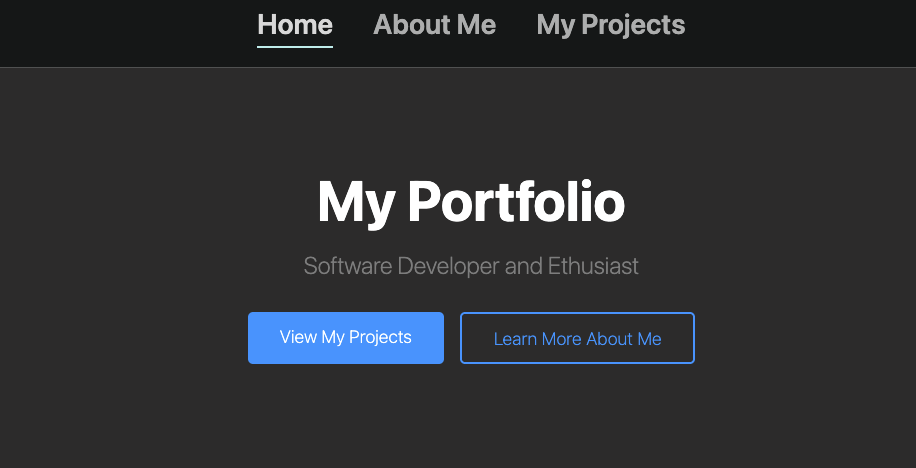 Home About Me My Projects
My Portfolio
Software Developer and Ethusiast
View My Projects Learn More About Me